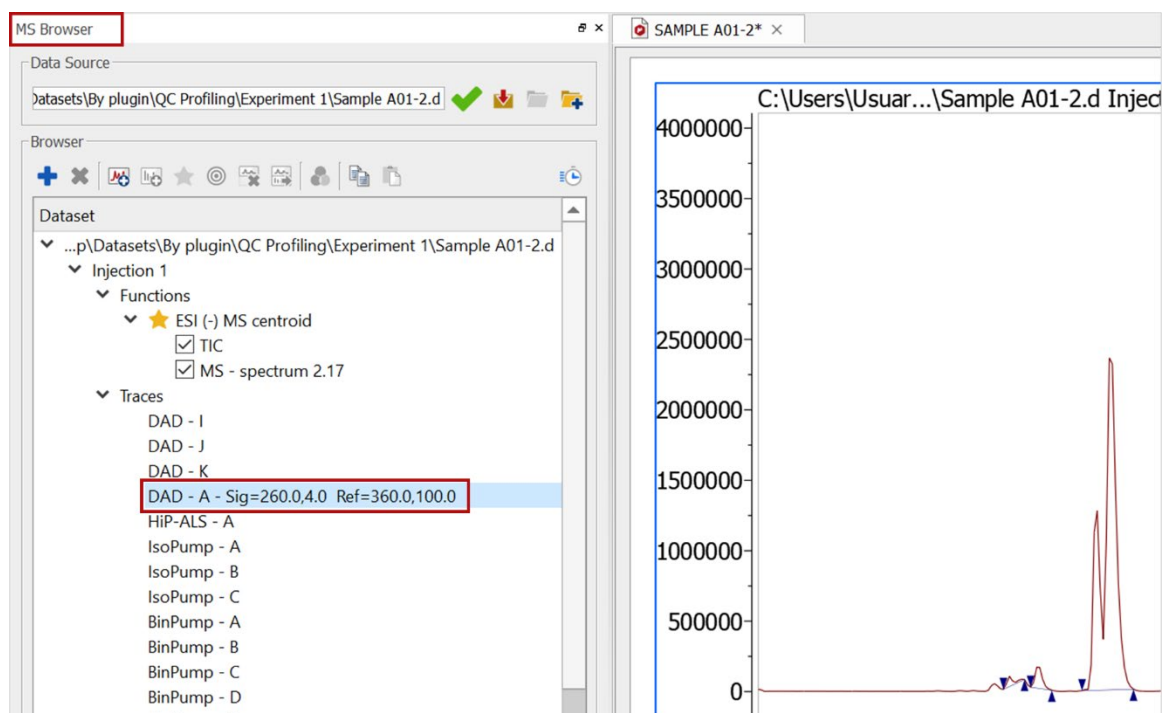 MS Browser
Data Source
Datasets\By plugin\QC Profiling\Experiment 1\Sample A01-2.d
Browser
Dataset
...p\Datasets\By plugin\QC Profiling\Experiment 1\Sample A01-2.d
Injection 1
Functions
ESI (-) MS centroid
TIC
MS - spectrum 2.17
Traces
DAD - I
DAD - J
DAD - K
DAD - A - Sig=260.0,4.0 Ref=360.0,100.0
HiP-ALS - A
IsoPump - A
IsoPump - B
IsoPump - C
BinPump - A
BinPump - B
BinPump - C
BinPump - D
SAMPLE A01-2*
C:\Users\Usuar...\Sample A01-2.d Inject
4000000
3500000
3000000
2500000
2000000
1500000
1000000
500000
0